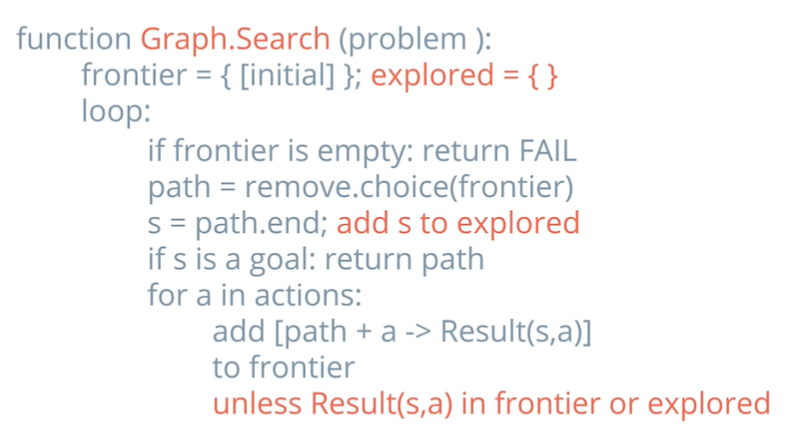 function Graph.Search (problem ):
frontier = { [initial] }; explored = { }
loop:
if frontier is empty: return FAIL
path = remove.choice(frontier)
s = path.end; add s to explored
if s is a goal: return path
for a in actions:
add [path + a -> Result(s,a)]
to frontier
unless Result(s,a) in frontier or explored